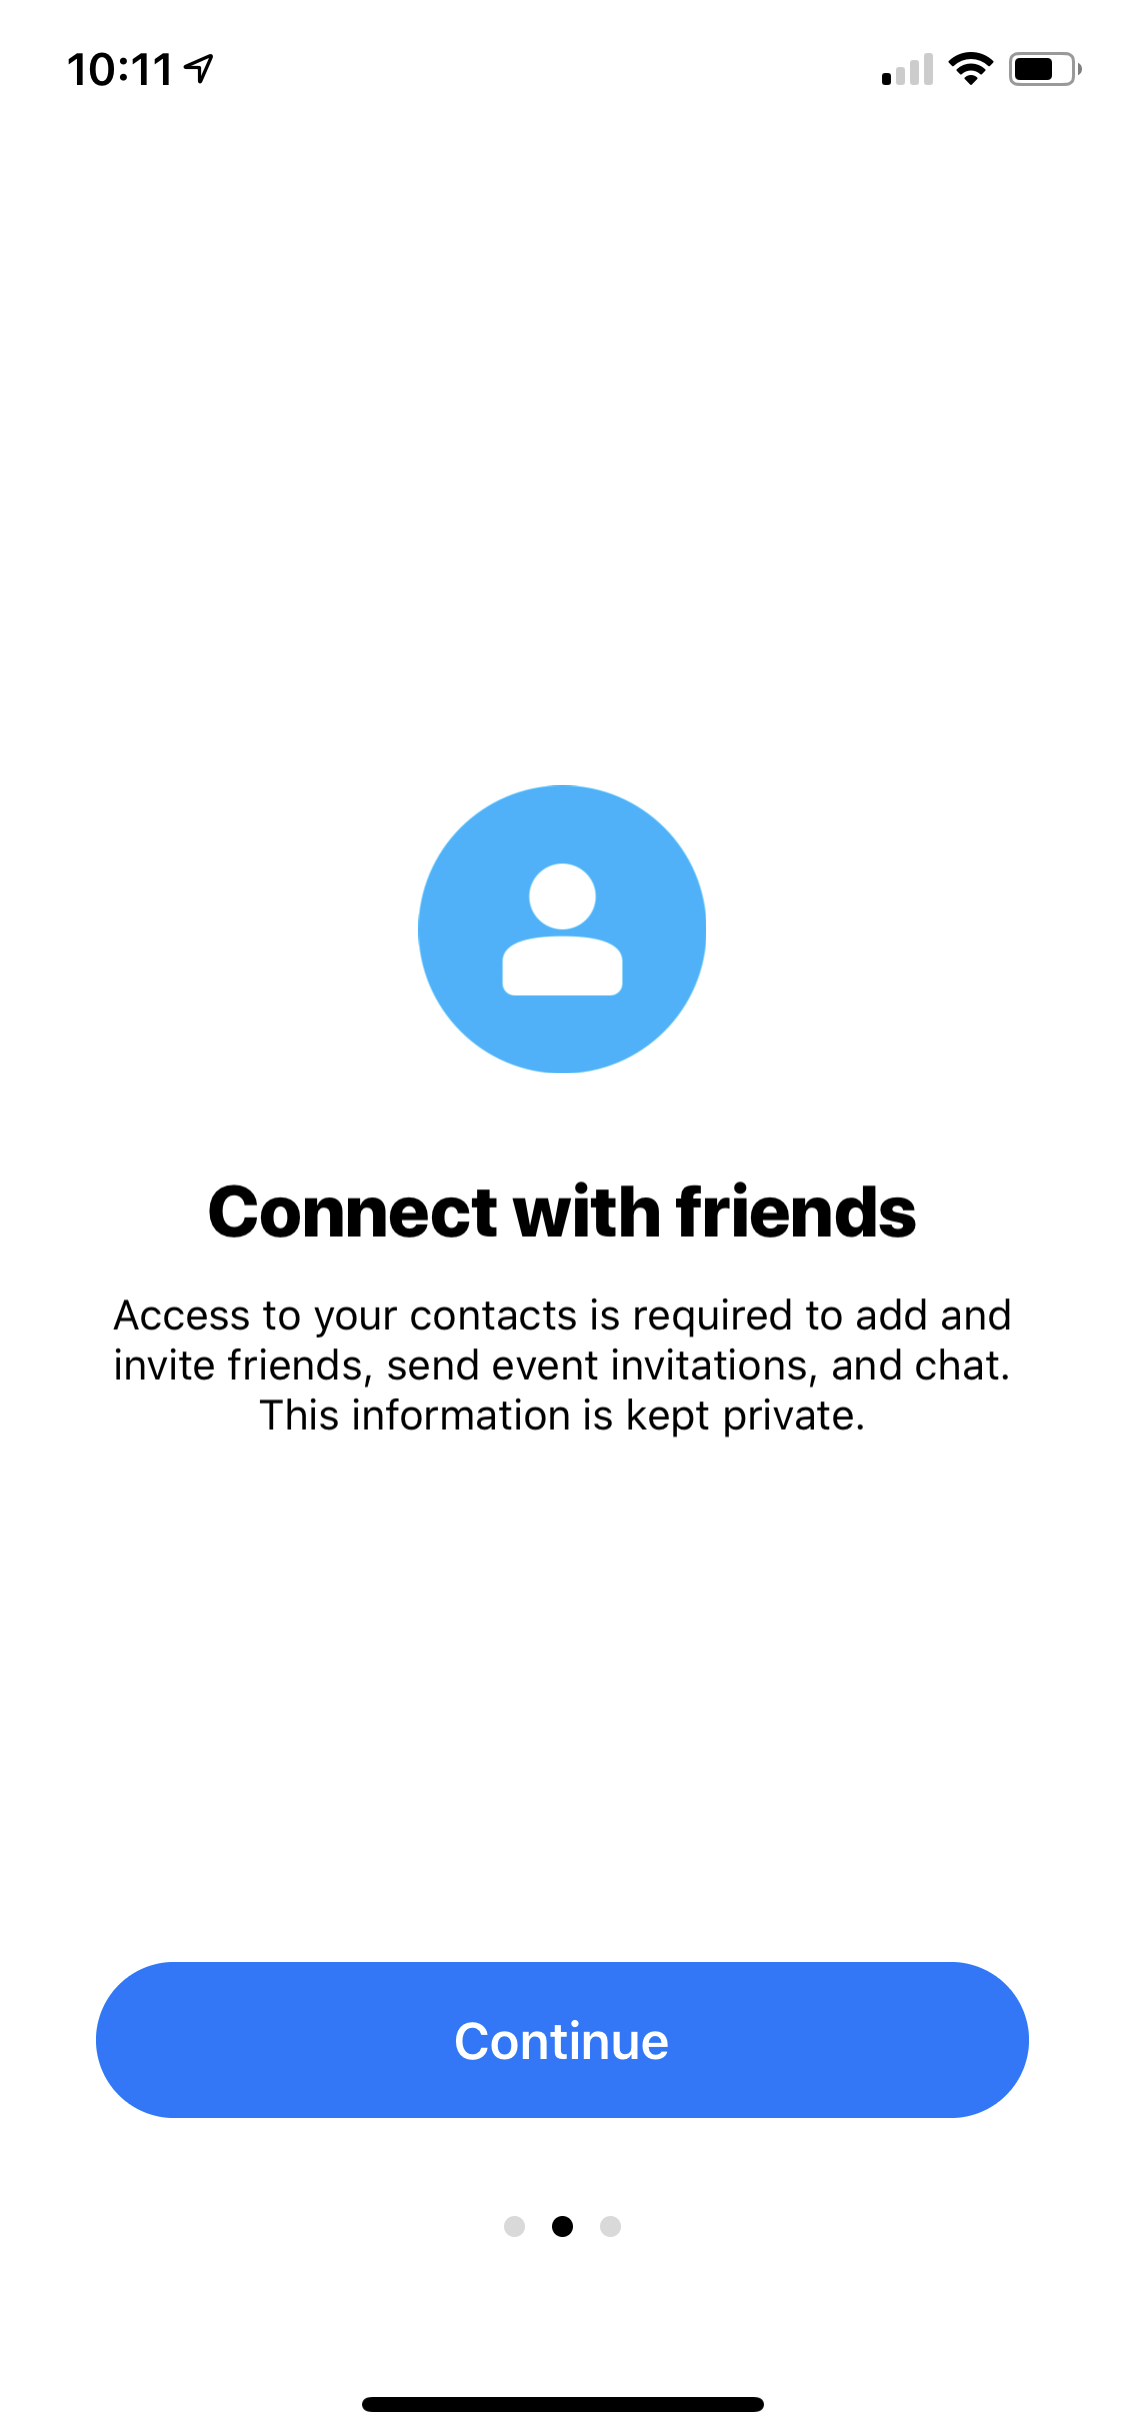 10:11
Connect with friends
Access to your contacts is required to add and
invite friends, send event invitations, and chat.
This information is kept private.
Continue